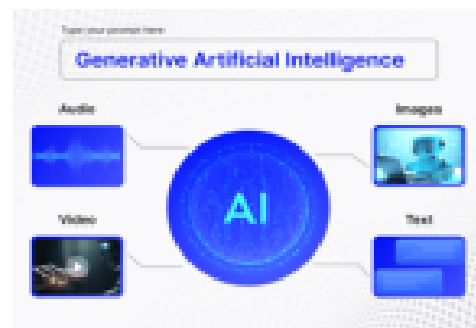 Type your prompt here
Generative Artificial Intelligence
Audio
Images
AI
Video
Text